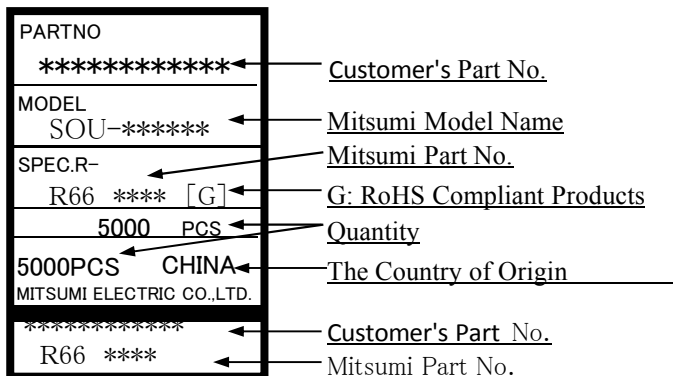 PARTNO
************ Customer's Part No.
MODEL
SOU-****** Mitsumi Model Name
SPEC.R- Mitsumi Part No.
R66 **** [G] G: RoHS Compliant Products
5000 PCS Quantity
5000PCS CHINA The Country of Origin
MITSUMI ELECTRIC CO.,LTD.
************ Customer's Part No.
R66 **** Mitsumi Part No.